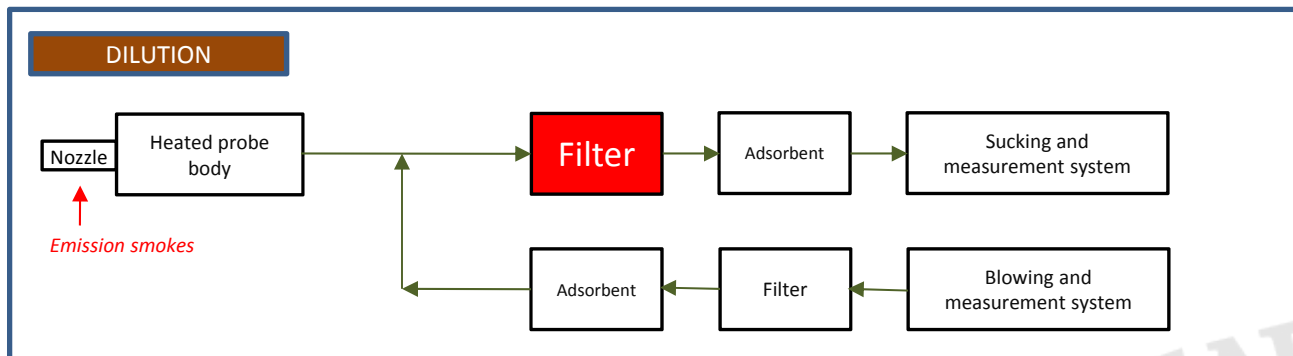 DILUTION
Nozzle
Heated probe
body
Filter
Adsorbent
Sucking and
measurement system
Emission smokes
Adsorbent
Filter
Blowing and
measurement system